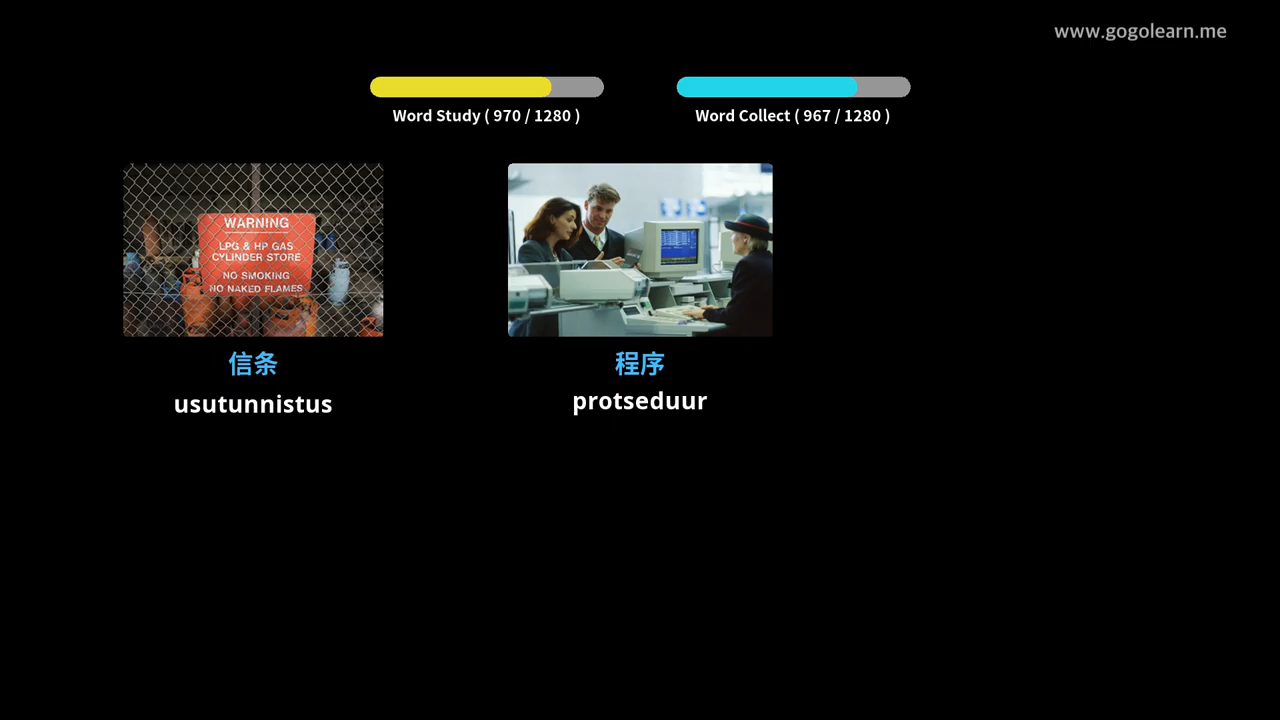 www.gogolearn.me
Word Study ( 970 / 1280 )
Word Collect ( 967 / 1280 )
WARNING
LPG & HP GAS
CYLINDER STORE
NO SMOKING
NO NAKED FLAMES
信条
程序
usutunnistus
protseduur